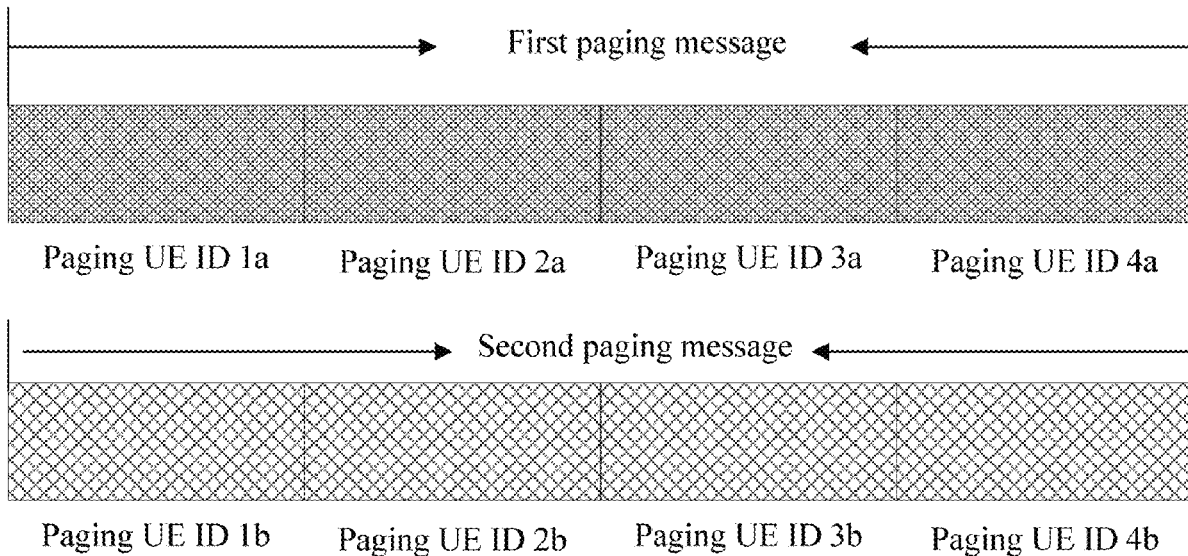 First paging message
Paging UE ID 1a
Paging UE ID 2a
Paging UE ID 3a
Paging UE ID 4a
Second paging message
Paging UE ID 1b
Paging UE ID 2b
Paging UE ID 3b
Paging UE ID 4b